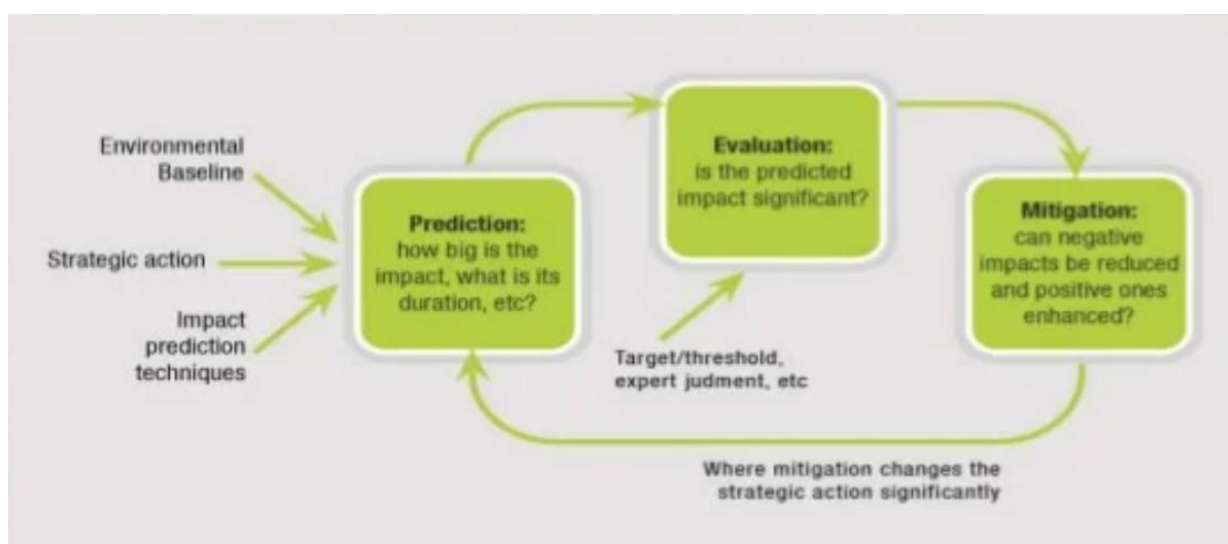 Environmental
Baseline
Strategic action
Impact
prediction
techniques
Prediction:
how big is the
impact, what is its
duration, etc?
Evaluation:
is the predicted
impact significant?
Target/threshold,
expert judment, etc
Mitigation:
can negative
impacts be reduced
and positive ones
enhanced?
Where mitigation changes the
strategic action significantly